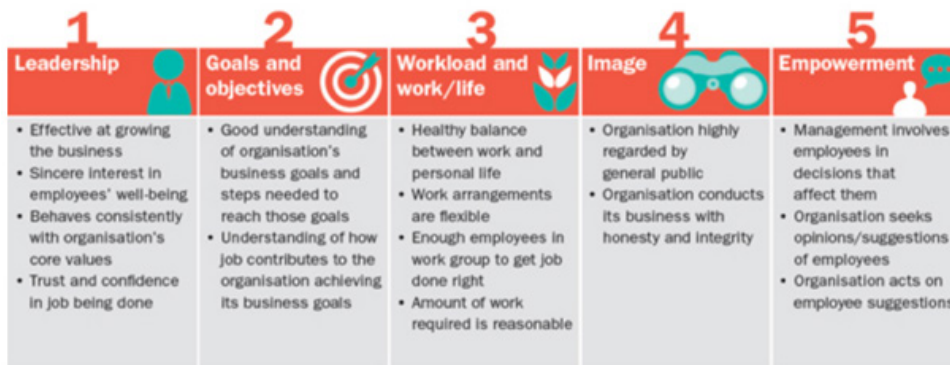 1
Leadership
• Effective at growing
the business
• Sincere interest in
employees' well-being
• Behaves consistently
with organisation's
core values
• Trust and confidence
in job being done
2
Goals and
objectives
• Good understanding
of organisation's
business goals and
steps needed to
reach those goals
• Understanding of how
job contributes to the
organisation achieving
its business goals
3
Workload and
work/life
• Healthy balance
between work and
personal life
• Work arrangements
are flexible
• Enough employees in
work group to get job
done right
• Amount of work
required is reasonable
4
Image
• Organisation highly
regarded by
general public
• Organisation conducts
its business with
honesty and integrity
5
Empowerment
• Management involves
employees in
decisions that
affect them
• Organisation seeks
opinions/suggestions
of employees
• Organisation acts on
employee suggestions